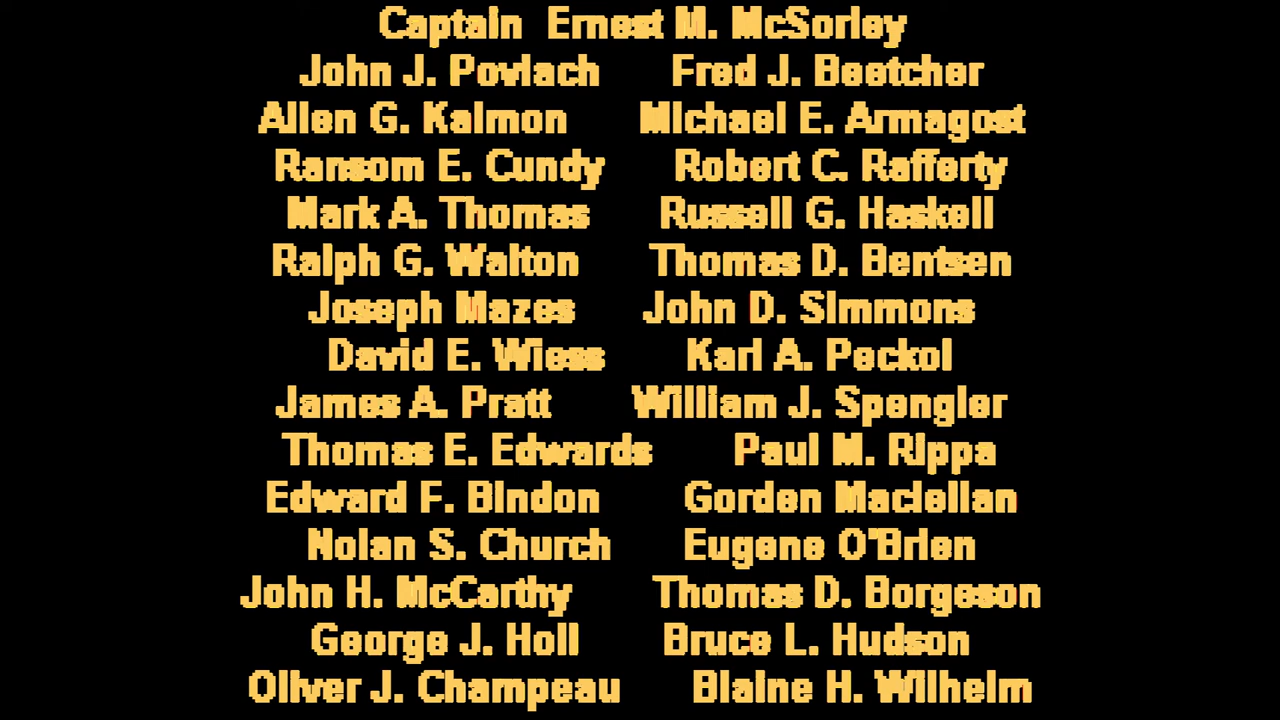 Captain Ernest M. McSorley
John J. Povlach Fred J. Beetcher
Allen G. Kalmon Michael E. Armagost
Ransom E. Cundy Robert C. Rafferty
Mark A. Thomas Russell G. Haskell
Ralph G. Walton Thomas D. Bentsen
Joseph Mazes John D. Simmons
David E. Wiess Karl A. Peckol
James A. Pratt William J. Spengler
Thomas E. Edwards Paul M. Rippa
Edward F. Bindon Gorden Maclellan
Nolan S. Church Eugene O'Brien
John H. McCarthy Thomas D. Borgeson
George J. Holl Bruce L. Hudson
Oliver J. Champeau Blaine H. Wilhelm